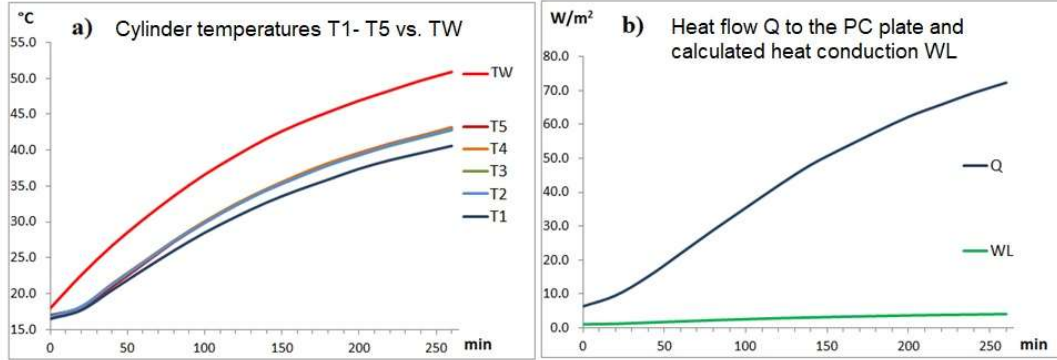 °C
a) Cylinder temperatures T1- T5 vs. TW
55.0
50.0
45.0
40.0
35.0
30.0
25.0
20.0
15.0
TW
T5
T4
T3
T2
T1
0 50 100 150 200 250 min
W/m²
b) Heat flow Q to the PC plate and
calculated heat conduction WL
80.0
70.0
60.0
50.0
40.0
30.0
20.0
10.0
0.0
Q
WL
0 50 100 150 200 250 min